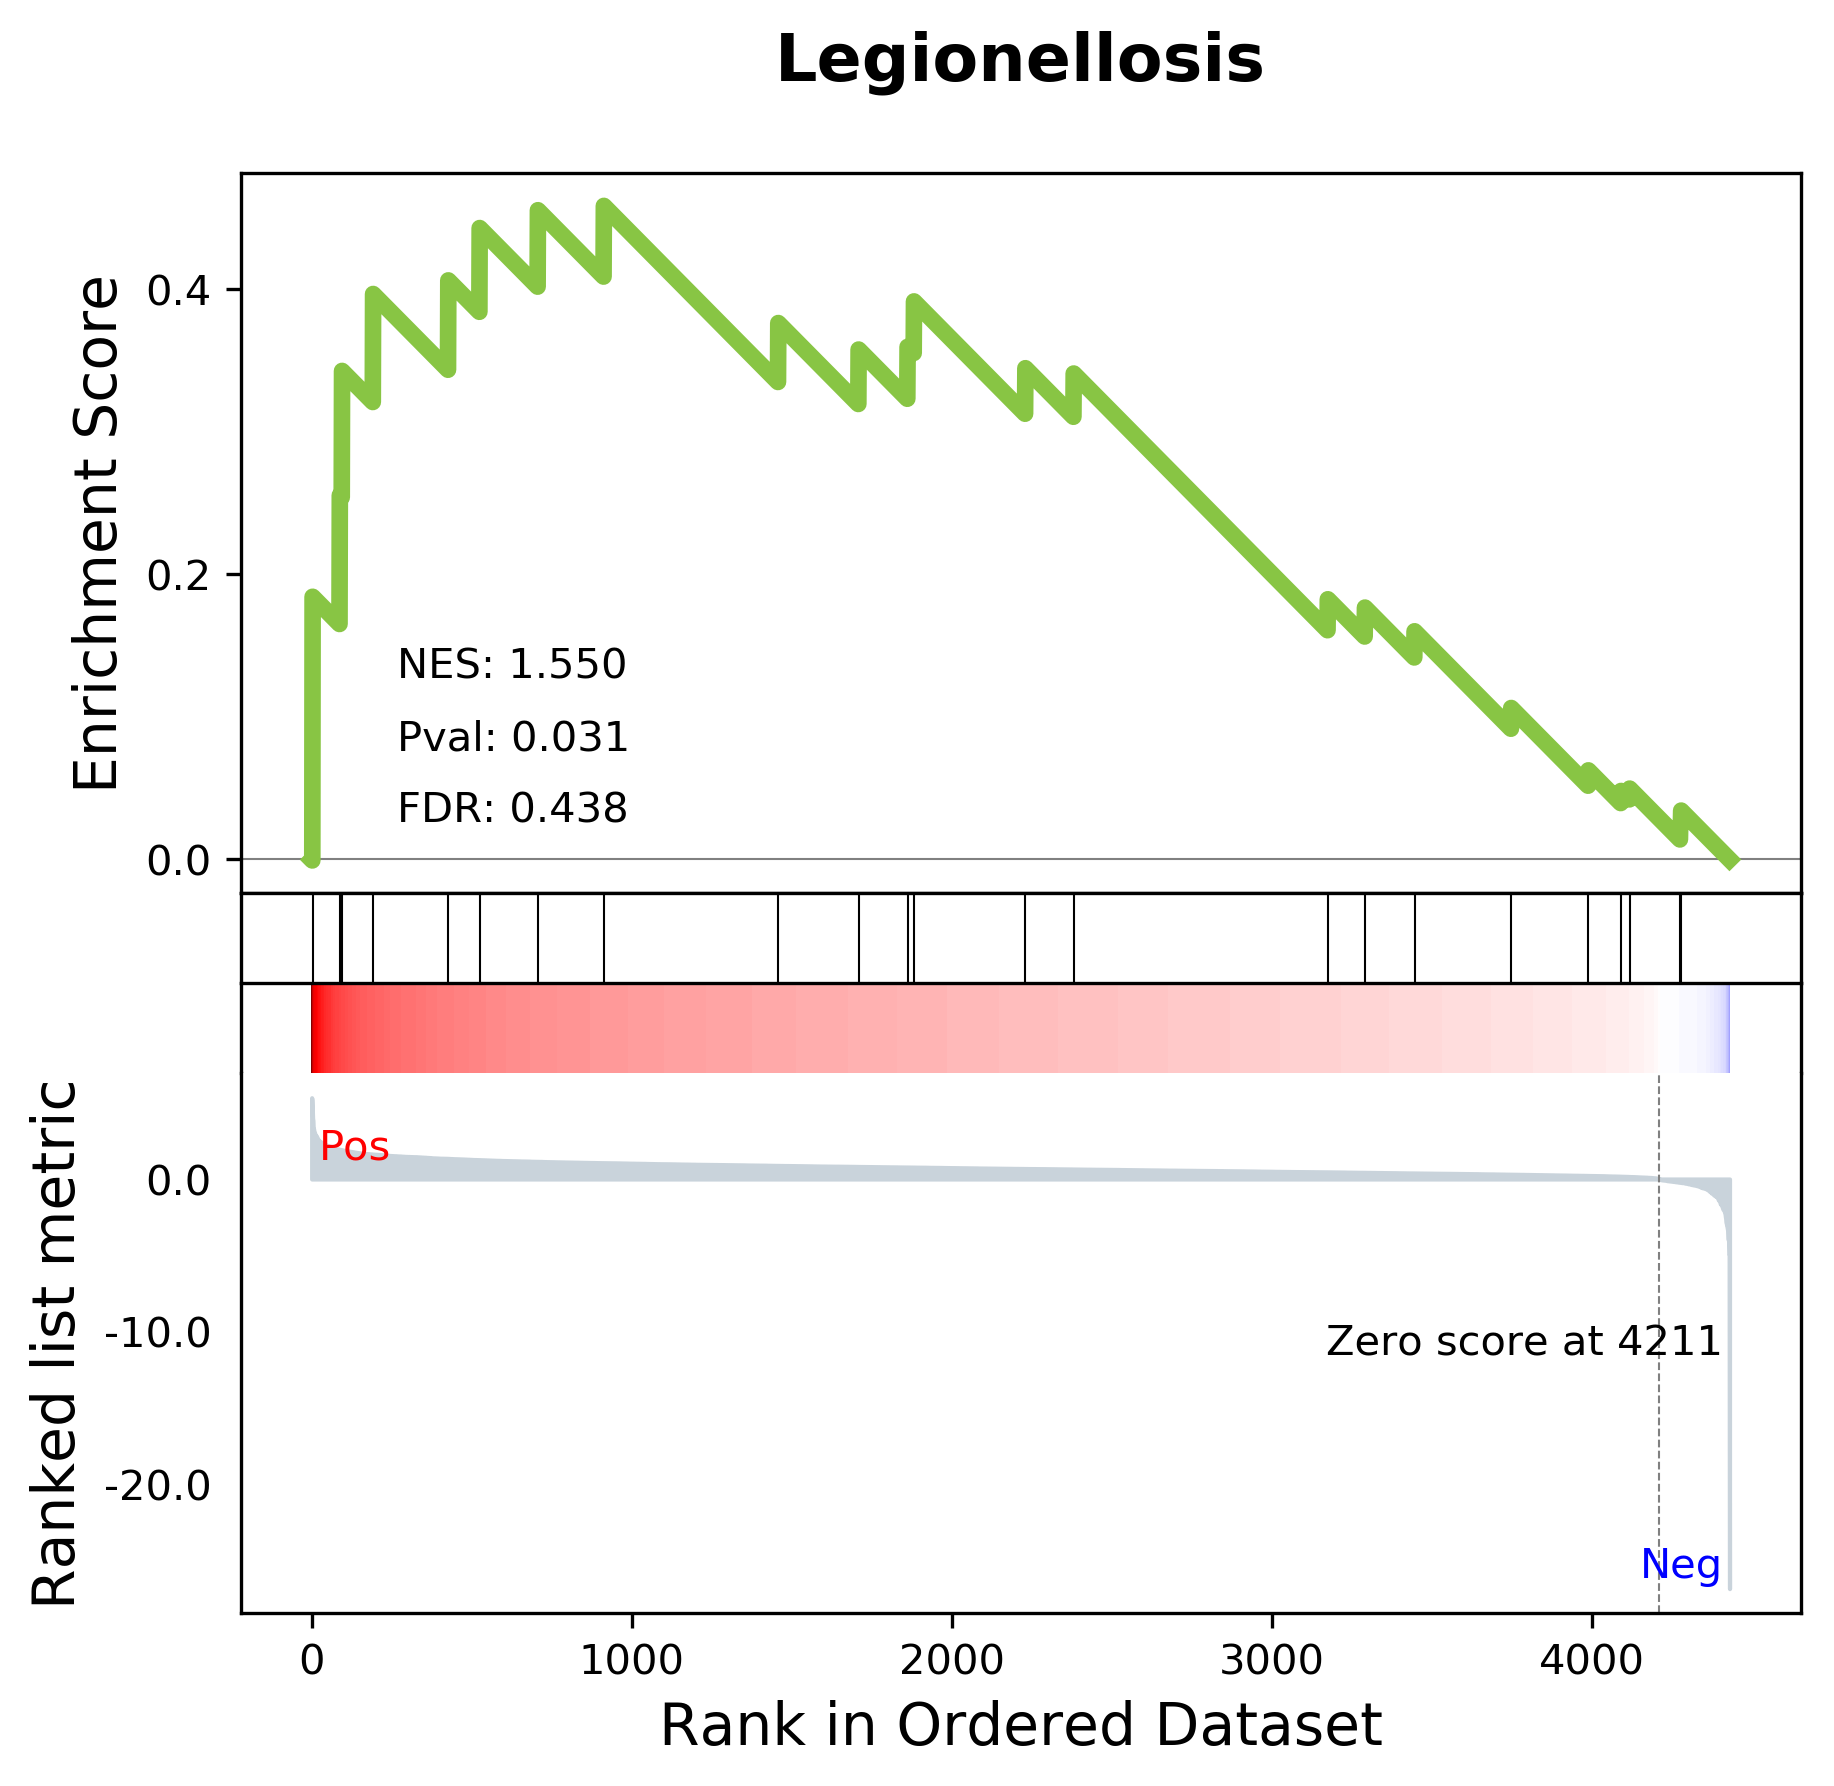 Legionellosis
Enrichment Score
0.4
0.2
0.0
NES: 1.550
Pval: 0.031
FDR: 0.438
Ranked list metric
0.0
-10.0
-20.0
Pos
Zero score at 4211
Neg
0 1000 2000 3000 4000
Rank in Ordered Dataset